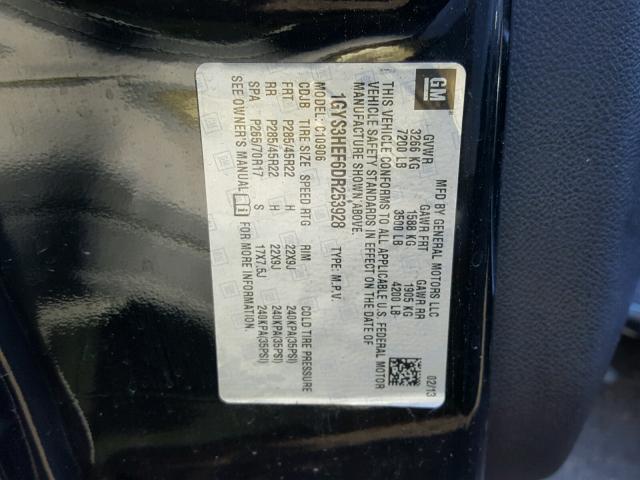 GM
MFD BY GENERAL MOTORS LLC
GVWR GAWR FRT GAWR RR
3266 KG 1588 KG 1905 KG
7200 LB 3500 LB 4200 LB
02/13
THIS VEHICLE CONFORMS TO ALL APPLICABLE U.S. FEDERAL MOTOR
VEHICLE SAFETY STANDARDS IN EFFECT ON THE DATE OF
MANUFACTURE SHOWN ABOVE.
1GYS3HEF6DR253928 TYPE: M.P.V.
MODEL: C10906
CDJB TIRE SIZE SPEED RTG RIM COLD TIRE PRESSURE
FRT P285/45R22 H 22X9J 240KPA(35PSI)
RR P285/45R22 H 22X9J 240KPA(35PSI)
SPA P265/70R17 S 17X7.5J 240KPA(35PSI)
SEE OWNER'S MANUAL FOR MORE INFORMATION.